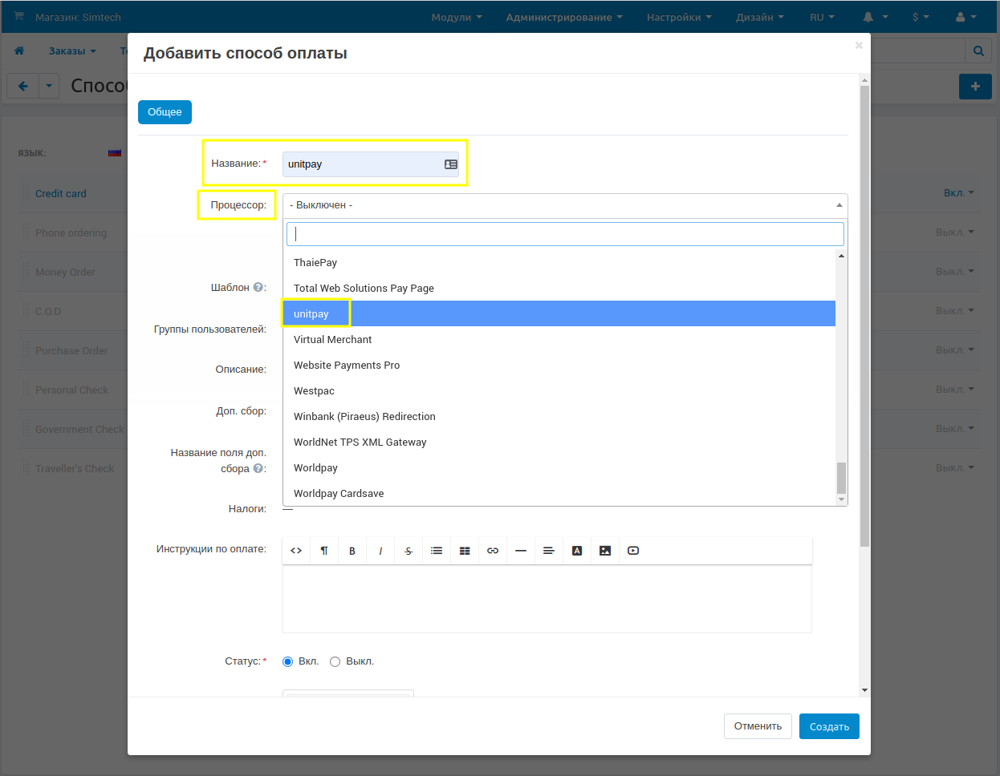 Магазин: Simtech
Модули
Администрирование
Настройки
Дизайн
RU
$
Добавить способ оплаты
×
Заказы
Общее
ЯЗЫК:
Название:*
unitpay
Credit card
Вкл.
Процессор:
- Выключен -
Phone ordering
Выкл.
ThaiePay
Money Order
Выкл.
Шаблон ?:
Total Web Solutions Pay Page
C.O.D
Выкл.
unitpay
Группы пользователей:
Virtual Merchant
Purchase Order
Выкл.
Описание:
Website Payments Pro
Personal Check
Выкл.
Westpac
Доп. сбор:
Winbank (Piraeus) Redirection
Government Check
Выкл.
WorldNet TPS XML Gateway
Название поля доп.
сбора ?:
Traveller's Check
Выкл.
Worldpay
Worldpay Cardsave
Налоги:
—
Инструкции по оплате:
<> ¶ B I S A
Статус:*
Вкл.
Выкл.
Отменить
Создать